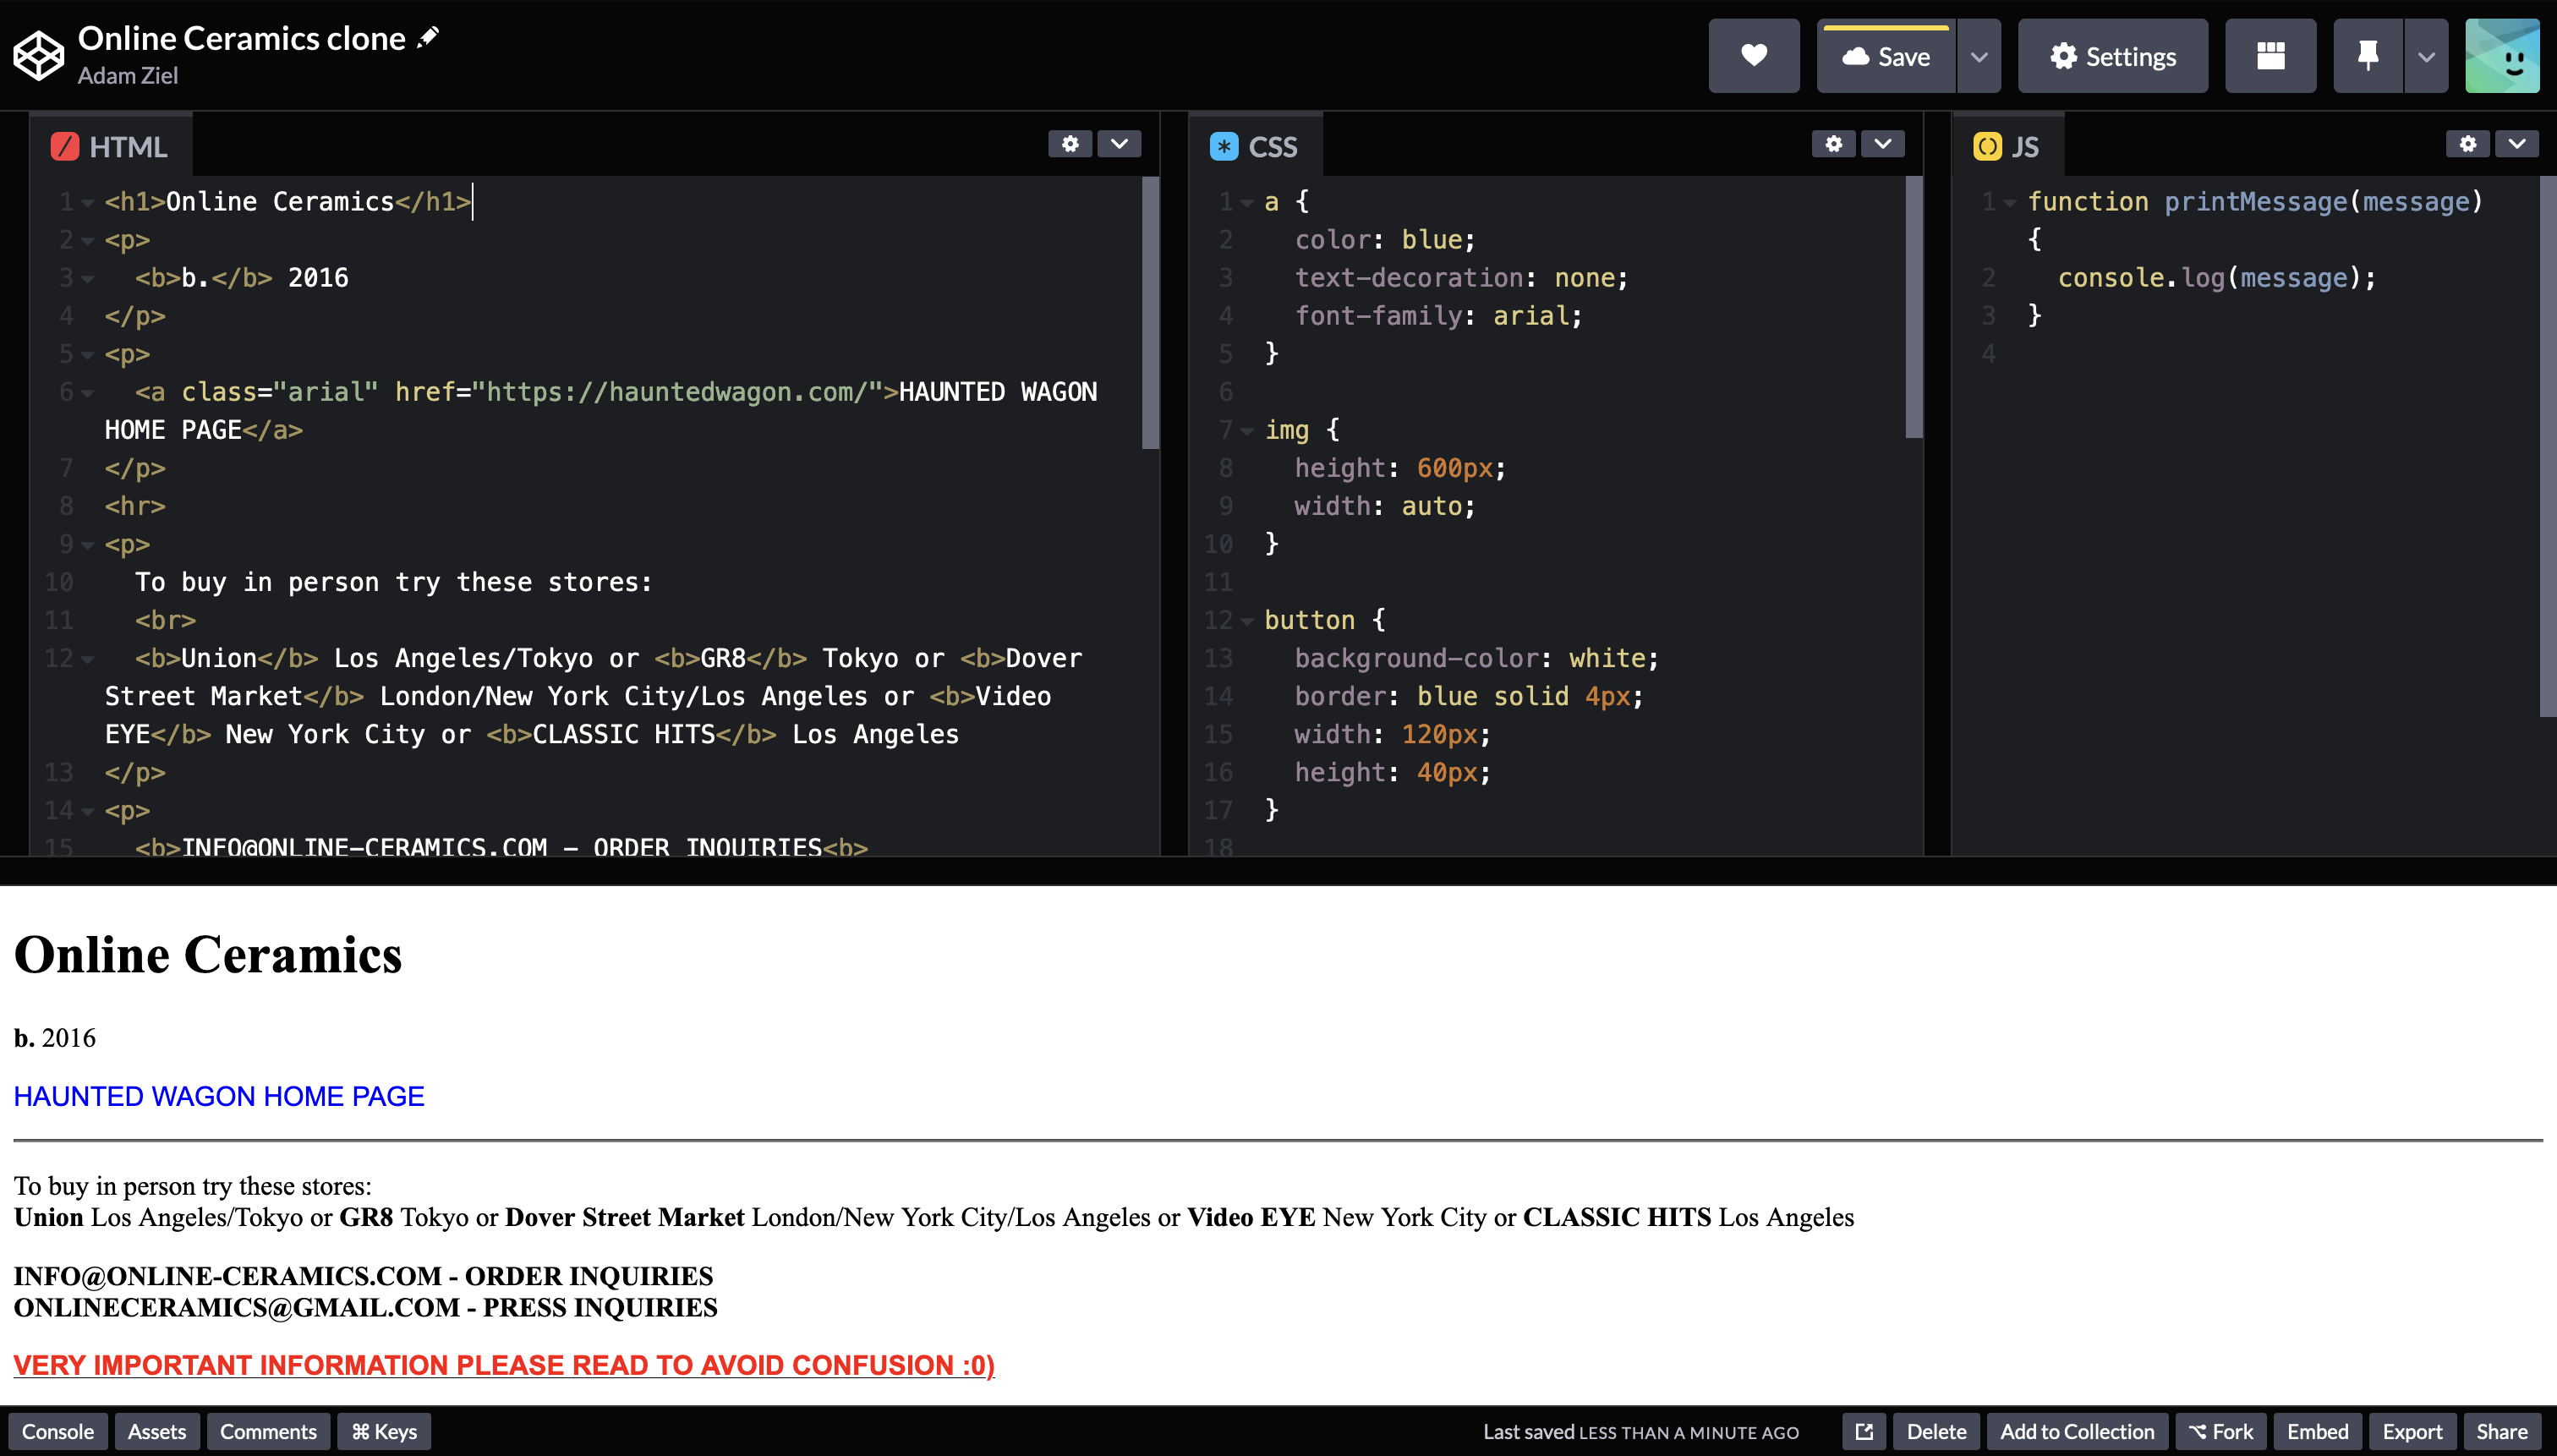 Online Ceramics clone
Adam Ziel
Save
Settings
HTML
1 <h1>Online Ceramics</h1>
2 <p>
3 <b>b.</b> 2016
4 </p>
5 <p>
6 <a class="arial" href="https://hauntedwagon.com/">HAUNTED WAGON
HOME PAGE</a>
7 </p>
8 <hr>
9 <p>
10 To buy in person try these stores:
11 <br>
12 <b>Union</b> Los Angeles/Tokyo or <b>GR8</b> Tokyo or <b>Dover
Street Market</b> London/New York City/Los Angeles or <b>Video
EYE</b> New York City or <b>CLASSIC HITS</b> Los Angeles
13 </p>
14 <p>
15 <b>INFO@ONLINE-CERAMICS.COM - ORDER INQUIRIES<b>
CSS
1 a {
2 color: blue;
3 text-decoration: none;
4 font-family: arial;
5 }
6
7 img {
8 height: 600px;
9 width: auto;
10 }
11
12 button {
13 background-color: white;
14 border: blue solid 4px;
15 width: 120px;
16 height: 40px;
17 }
18
JS
1 function printMessage(message)
{
2 console.log(message);
3 }
4
Online Ceramics
b. 2016
HAUNTED WAGON HOME PAGE
To buy in person try these stores:
Union Los Angeles/Tokyo or GR8 Tokyo or Dover Street Market London/New York City/Los Angeles or Video EYE New York City or CLASSIC HITS Los Angeles
INFO@ONLINE-CERAMICS.COM - ORDER INQUIRIES
ONLINECERAMICS@GMAIL.COM - PRESS INQUIRIES
VERY IMPORTANT INFORMATION PLEASE READ TO AVOID CONFUSION :0)
Console Assets Comments ⌘ Keys Last saved LESS THAN A MINUTE AGO Delete Add to Collection Fork Embed Export Share